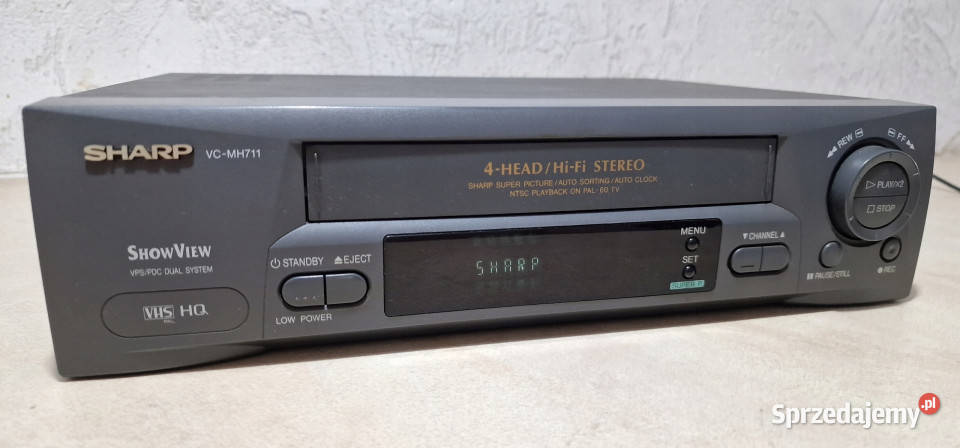 SHARP VC-MH711
4-HEAD/Hi-Fi STEREO
SHARP SUPER PICTURE/AUTO SORTING/AUTO CLOCK
NTSC PLAYBACK ON PAL-60 TV
SHOWVIEW
VPS/PDC DUAL SYSTEM
VHS HQ
PAL
STANDBY EJECT
LOW POWER
SHARP
MENU
SET
SUPER P
CHANNEL
REW FF
PLAY/X2
STOP
PAUSE/STILL
REC
Sprzedajemy.pl